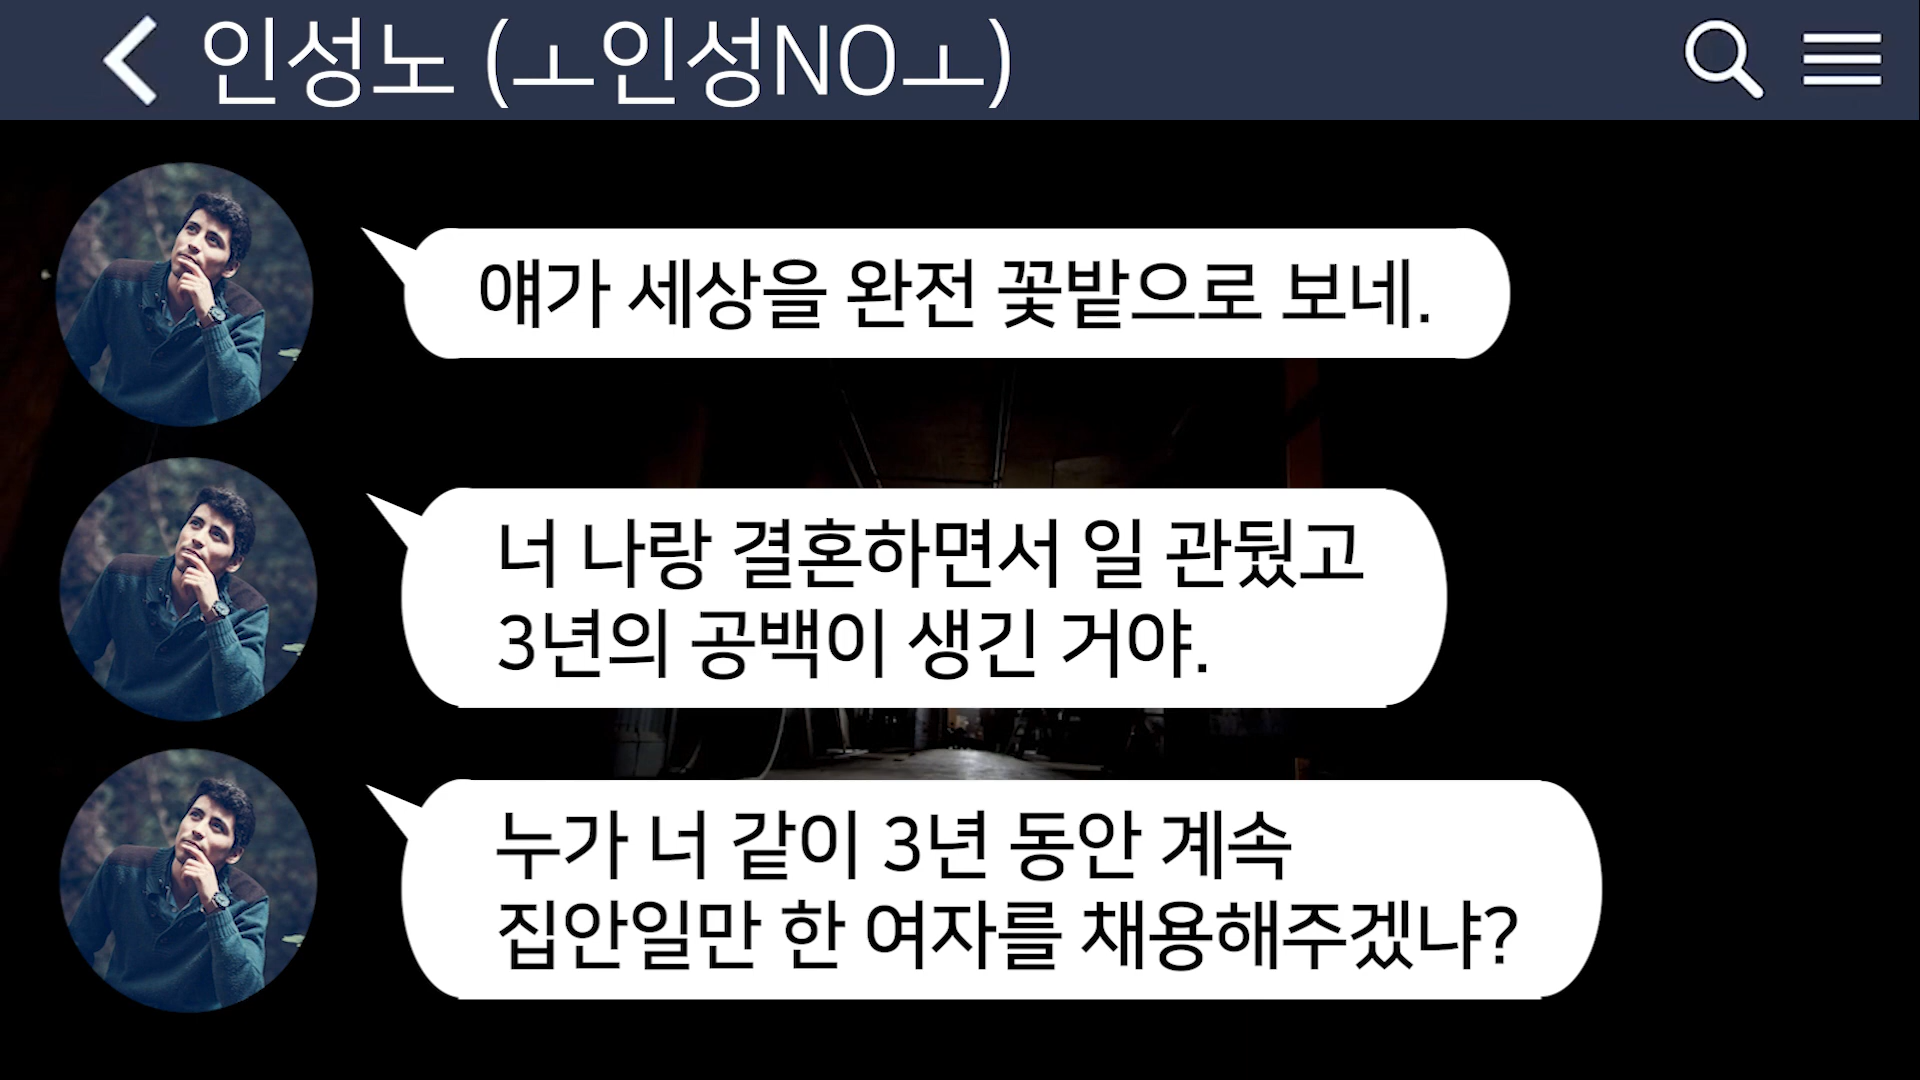 인성노 (ㅗ인성NOㅗ)
얘가 세상을 완전 꽃밭으로 보네.
너 나랑 결혼하면서 일 관뒀고
3년의 공백이 생긴 거야.
누가 너 같이 3년 동안 계속
집안일만 한 여자를 채용해주겠냐?